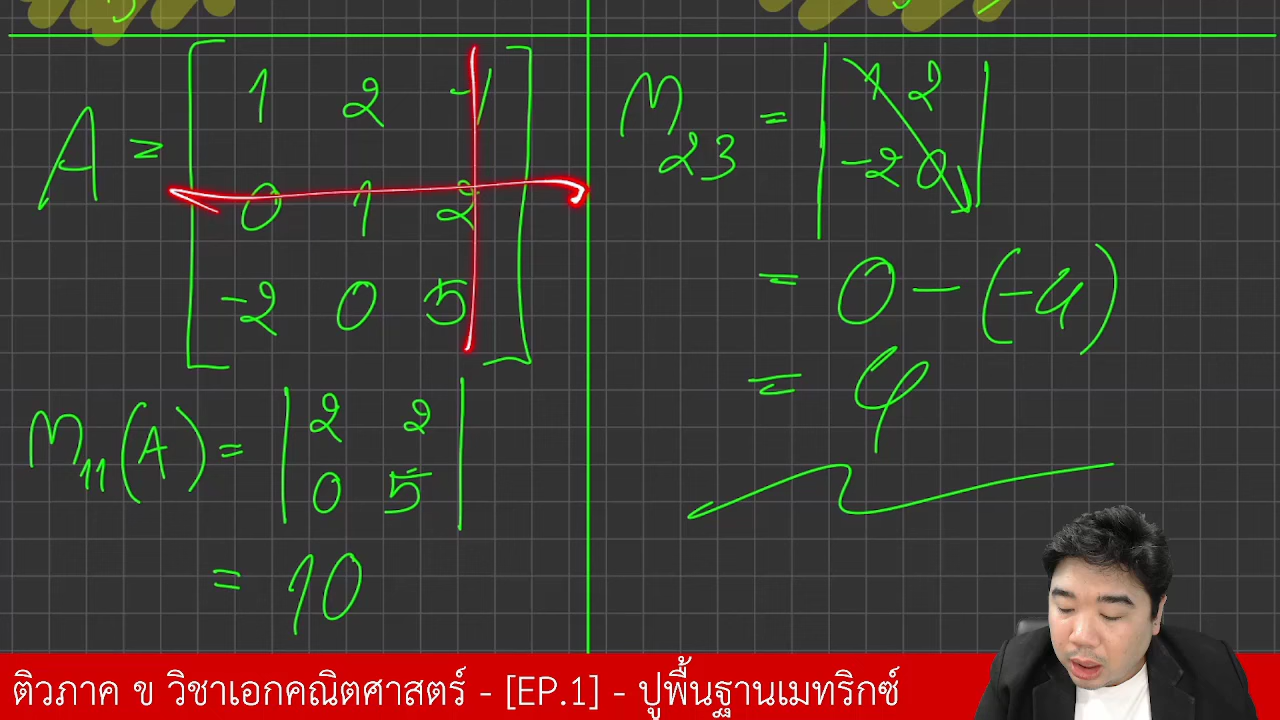 A = [ 1 2 -1
0 1 2
-2 0 5 ]
M11(A) = | 2 2
0 5 |
= 10
M23 = | 1 2
-2 0 |
= 0 - (-4)
= 4
ติวภาค ข วิชาเอกคณิตศาสตร์ - [EP.1] - ปูพื้นฐานเมทริกซ์